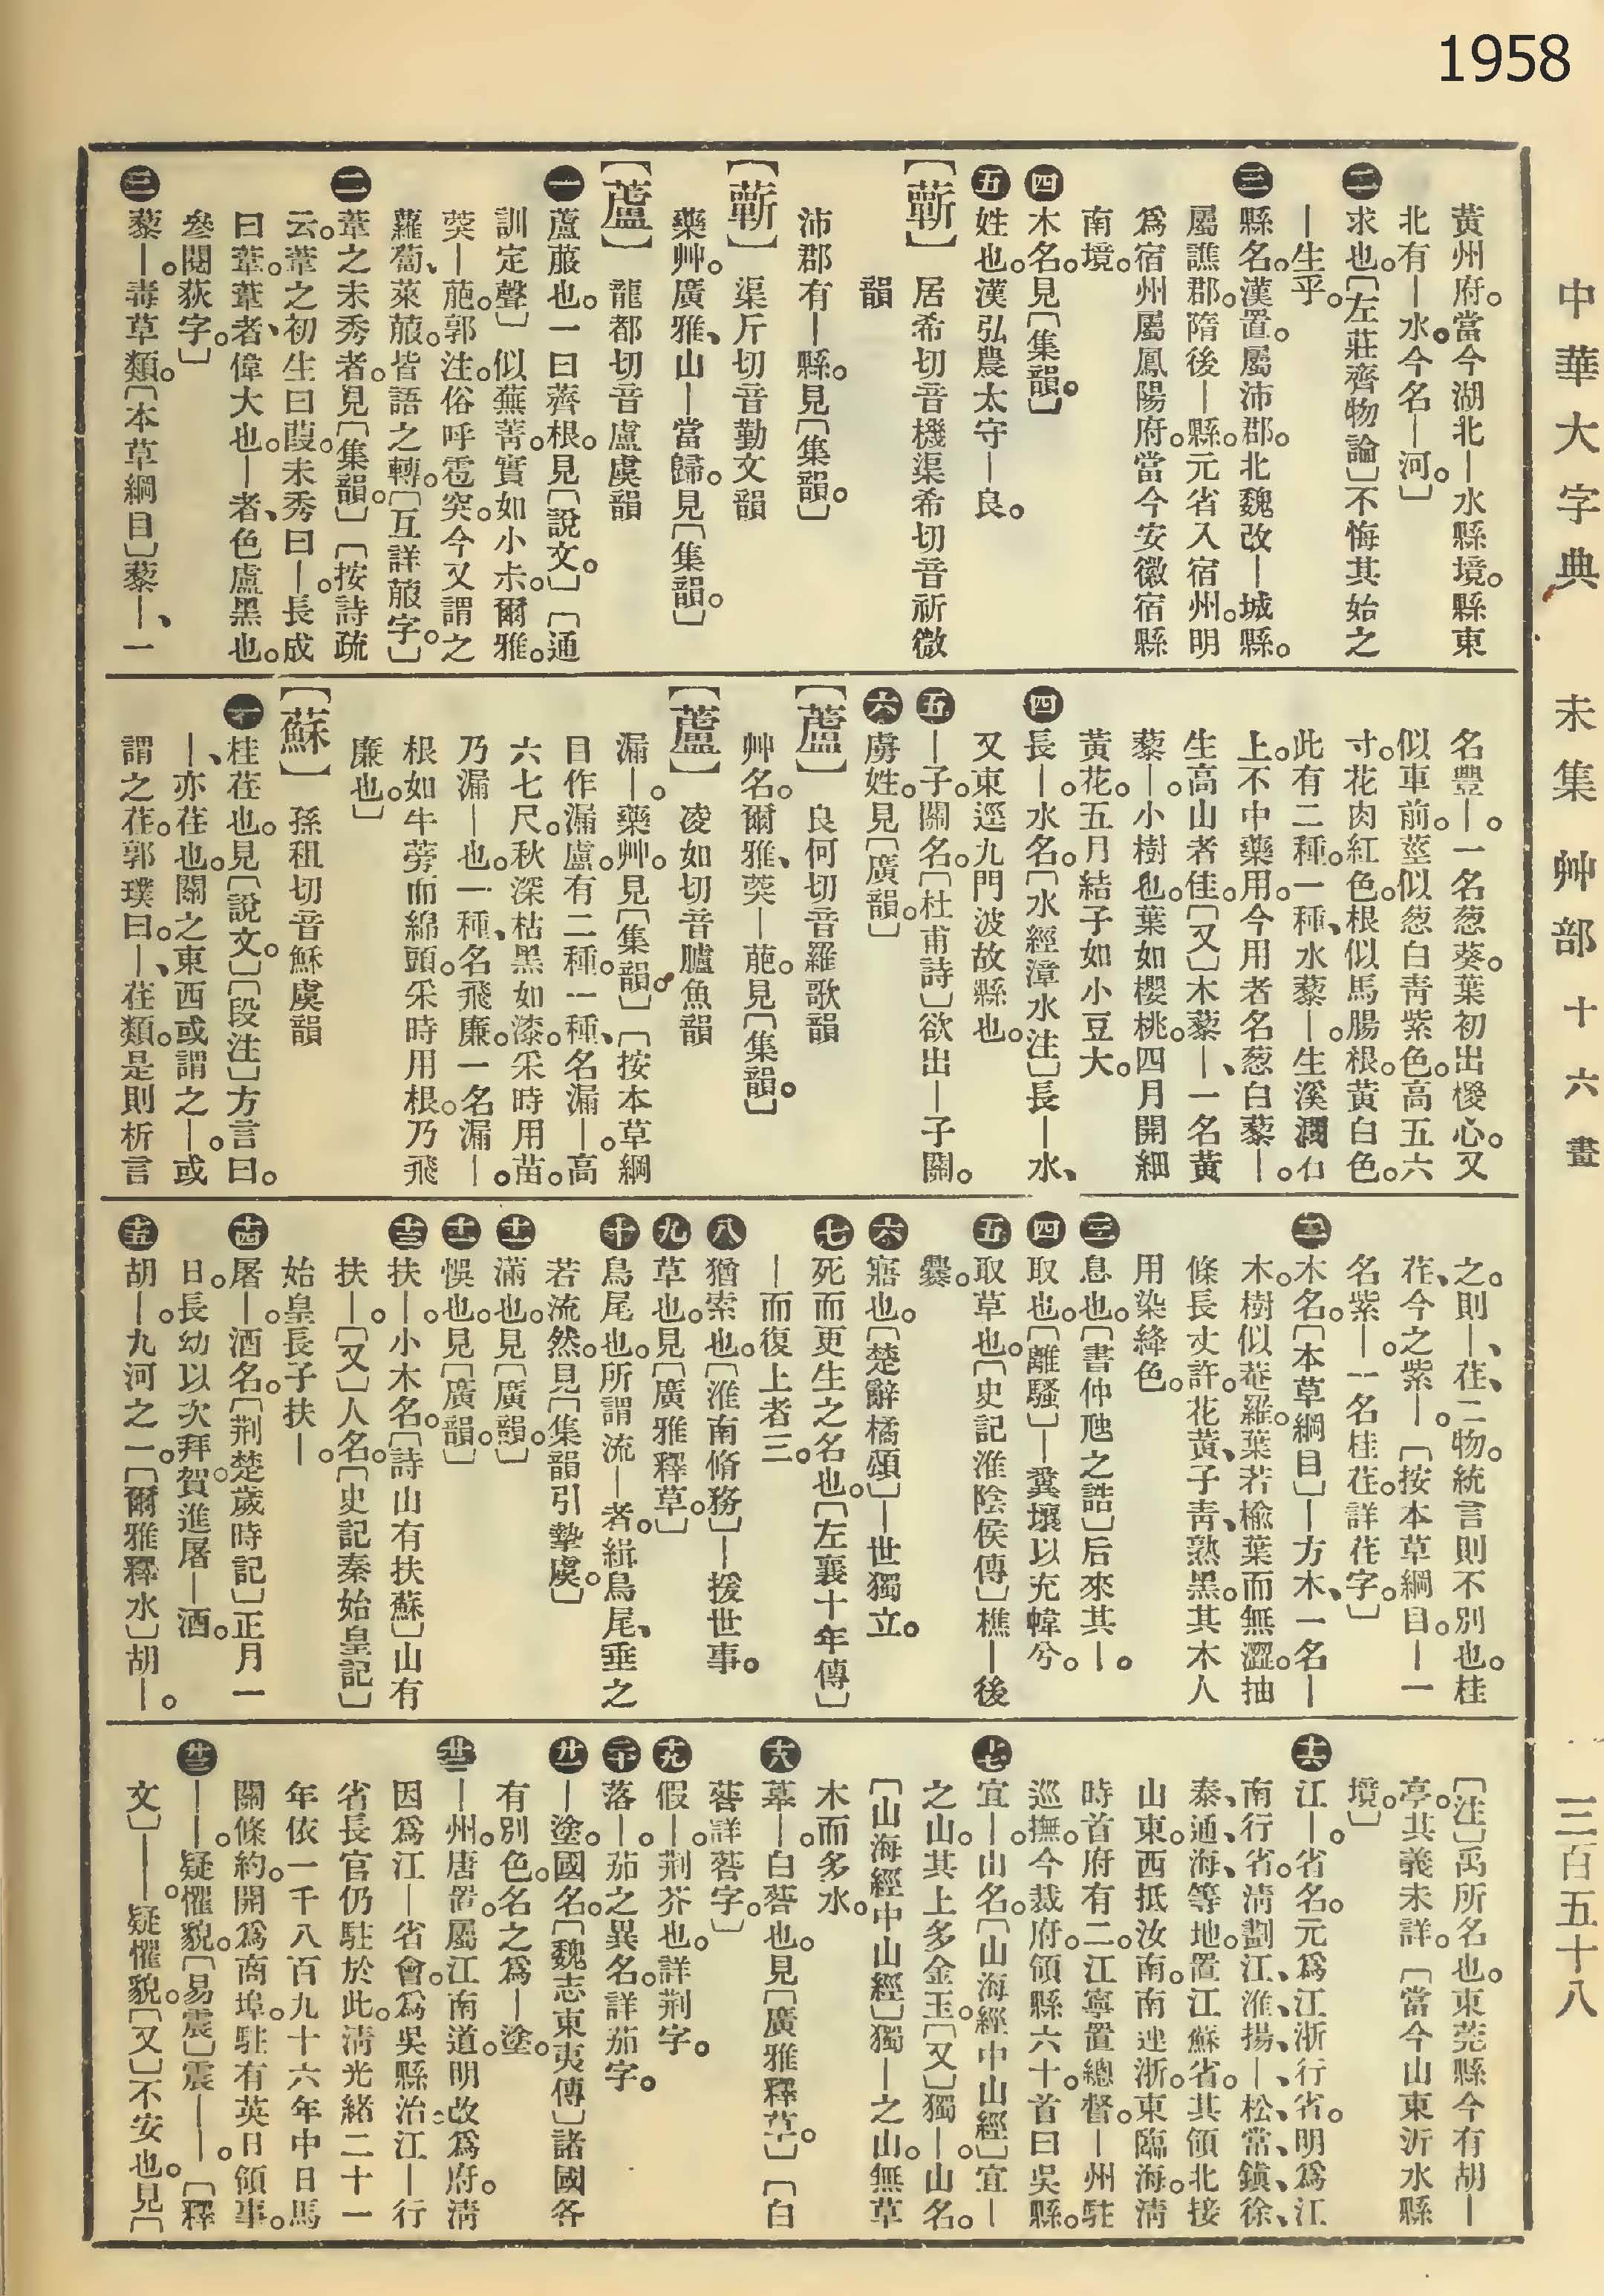 1958
中華大字典 未集 艸部 十六畫 三百五十八
黃州府。當今湖北｜水縣境。縣東
北有｜水。今名｜河。〕
㊁求也。〔左莊齊物論〕不悔其始之
｜生乎。
㊂縣名。漢置。屬沛郡。北魏改｜城縣。
屬譙郡。隋後｜縣。元省入宿州。明
爲宿州屬鳳陽府。當今安徽宿縣
南境。
㊃木名。見〔集韻。〕
㊄姓也。漢弘農太守｜良。
【蘄】 居希切音機渠希切音祈微
韻
沛郡有｜縣。見〔集韻。〕
【蘄】 渠斤切音勤文韻
藥艸。廣雅、山｜當歸。見〔集韻。〕
【蘆】 龍都切音盧虞韻
㊀蘆菔也。一曰薺根。見〔說文。〕〔通
訓定聲〕似蕪菁。實如小尗。爾雅。
葖｜萉。郭注。俗呼雹突。今又謂之
蘿蔔、萊菔。皆語之轉。〔互詳菔字。〕
㊁葦之未秀者。見〔集韻。〕〔按詩疏
云。葦之初生曰葭。未秀曰｜。長成
曰葦。葦者、偉大也。｜者、色盧黑也。
參閱荻字。〕
㊂藜｜。毒草類。〔本草綱目〕藜｜、一
名豐｜。一名葱葵。葉初出椶心。又
似車前。莖似葱白青紫色。高五六
寸。花肉紅色。根似馬腸根。黃白色。
此有二種。一種、水藜｜。生溪澗石
上。不中藥用。今用者名葱白藜｜。
生高山者佳。〔又〕木藜｜、一名黃
藜｜。小樹也。葉如櫻桃。四月開細
黃花。五月結子如小豆大。
㊃長｜。水名。〔水經漳水注〕長｜水、
又東逕九門波故縣也。
㊄｜子。關名。〔杜甫詩〕欲出｜子關。
㊅虜姓。見〔廣韻。〕
【蘆】 良何切音羅歌韻
艸名。爾雅、葖｜萉。見〔集韻。〕
【蘆】 凌如切音臚魚韻
漏｜。藥艸。見〔集韻。〕〔按本草綱
目作漏盧。有二種。一種、名漏｜。高
六七尺。秋深枯黑如漆。采時用苗。
乃漏｜也。一種、名飛廉。一名漏｜。
根如牛蒡而綿頭。采時用根。乃飛
廉也。〕
【蘇】 孫租切音穌虞韻
㊀桂荏也。見〔說文。〕〔段注〕方言曰。
｜、亦荏也。關之東西或謂之｜。或
謂之荏。郭璞曰。｜、荏類。是則析言
之。則｜、荏、二物。統言則不別也。桂
荏、今之紫｜。〔按本草綱目。｜一
名紫｜。一名桂荏。詳荏字。〕
㊁木名。〔本草綱目〕｜方木、一名｜
木。樹似菴羅。葉若楡葉而無澀。抽
條長丈許。花黃、子靑、熟黑。其木人
用染絳色。
㊂息也。〔書仲虺之誥〕后來其｜。
㊃取也。〔離騷〕｜糞壤以充幃兮。
㊄取草也。〔史記淮陰侯傳〕樵｜後
爨。
㊅寤也。〔楚辭橘頌〕｜世獨立。
㊆死而更生之名也。〔左襄十年傳〕
｜而復上者三。
㊇猶索也。〔淮南脩務〕｜援世事。
㊈草也。見〔廣雅釋草。〕
㊉鳥尾也。所謂流｜者。緝鳥尾、垂之
若流然。見〔集韻引摯虞。〕
十一滿也。見〔廣韻。〕
十二悞也。見〔廣韻。〕
十三扶｜。小木名。〔詩山有扶蘇〕山有
扶｜。〔又〕人名。〔史記秦始皇記〕
始皇長子扶｜。
十四屠｜。酒名。〔荆楚歲時記〕正月一
日。長幼以次拜賀。進屠｜酒。
十五胡｜。九河之一。〔爾雅釋水〕胡｜。
〔注〕禹所名也。東莞縣今有胡｜
亭。其義未詳。〔當今山東沂水縣
境。〕
十六江｜。省名。元爲江浙行省。明爲江
南行省。淸劃江、淮、揚、｜、松、常、鎭、徐、
泰、通、海、等地。置江蘇省。其領北接
山東。西抵汝南。南連浙。東臨海。淸
時首府有二。江寧置總督。｜州駐
巡撫。今裁府。領縣六十。首曰吳縣。
十七宜｜。山名。〔山海經中山經〕宜｜
之山。其上多金玉。〔又〕獨｜。山名。
〔山海經中山經〕獨｜之山。無草
木而多水。
十八𦽏｜。白蒼也。見〔廣雅釋草。〕〔白
十九假｜。荆芥也。詳荆字。
二十落｜。茄之異名。詳茄字。
廿一｜塗。國名。〔魏志東夷傳〕諸國各
有別色。名之爲｜塗。
廿二｜州。唐置。屬江南道。明改爲府。淸
因爲江｜省會。爲吳縣治。江｜行
省長官仍駐於此。淸光緖二十一
年依一千八百九十六年中日馬
關條約。開爲商埠。駐有英日領事。
廿三｜｜。疑懼貌。〔易震〕震｜｜。〔釋
文〕｜｜。疑懼貌。〔又〕不安也。見〔